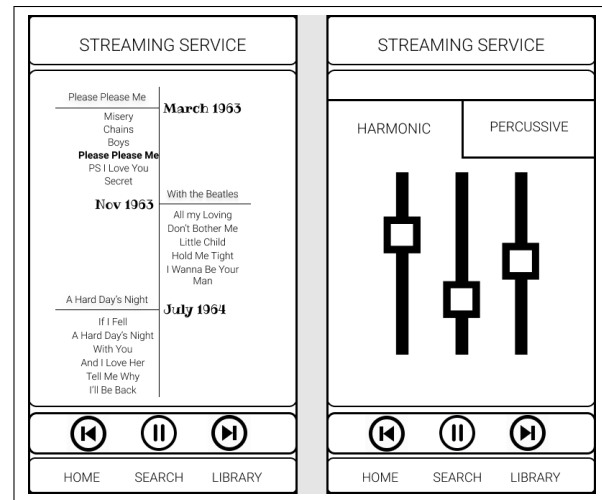 STREAMING SERVICE
Please Please Me
March 1963
Misery
Chains
Boys
Please Please Me
PS I Love You
Secret
Nov 1963
With the Beatles
All my Loving
Don't Bother Me
Little Child
Hold Me Tight
I Wanna Be Your
Man
A Hard Day's Night
July 1964
If I Fell
A Hard Day's Night
With You
And I Love Her
Tell Me Why
I'll Be Back
HOME SEARCH LIBRARY
STREAMING SERVICE
HARMONIC PERCUSSIVE
HOME SEARCH LIBRARY